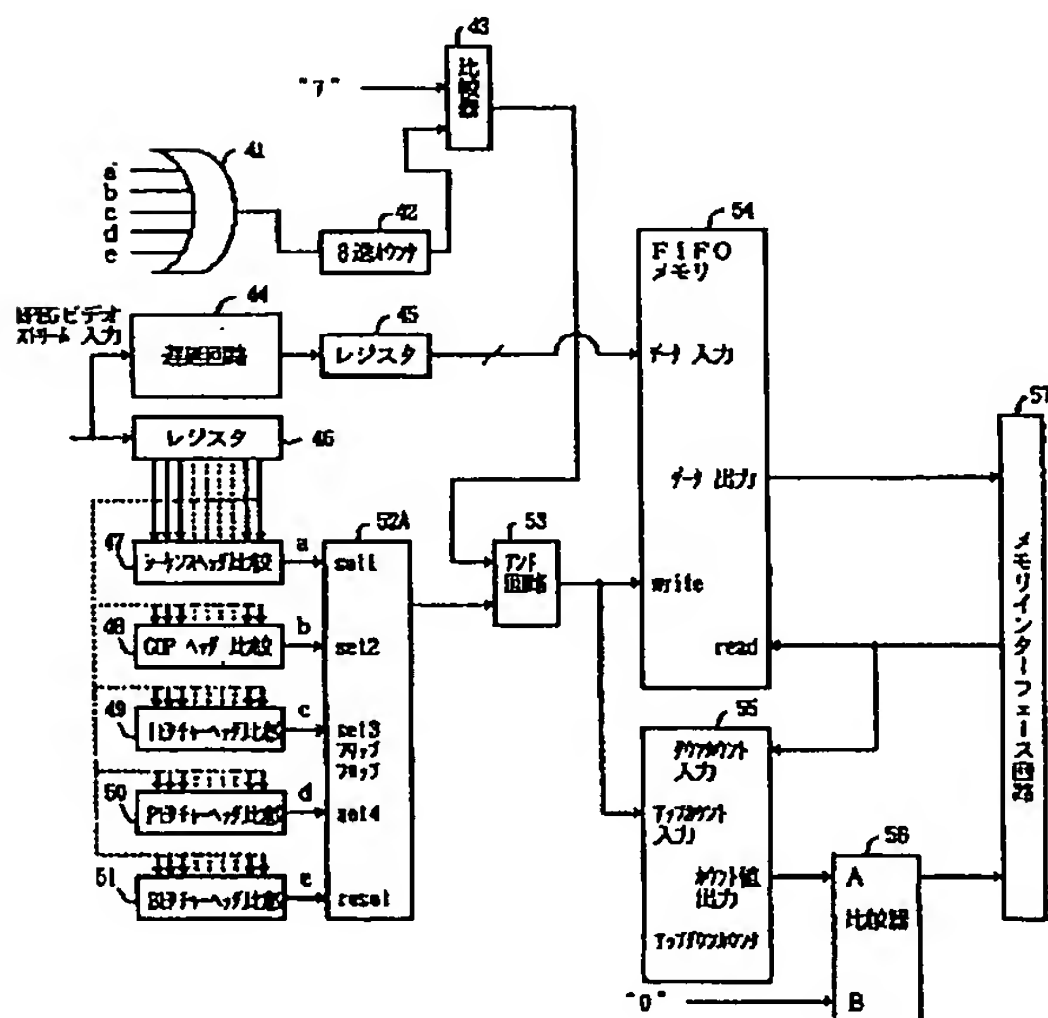 43
"7"
比較器
41
a
b
c
d
e
42
8進カウンタ
54
FIFO
メモリ
MPEGビデオ
ストリーム入力
44
遅延回路
45
レジスタ
データ入力
57
レジスタ
46
データ出力
52A
53
47
シーケンスヘッダ比較
a
set1
アンド
回路
write
48
GOPヘッダ比較
b
set2
read
メモリインターフェース回路
49
Iピクチャーヘッダ比較
c
set3
フリップ
フロップ
55
ダウンカウント
入力
50
Pピクチャーヘッダ比較
d
set4
アップカウント
入力
56
51
Bピクチャーヘッダ比較
e
reset
カウント値
出力
A
比較器
アップダウンカウンタ
"0"
B